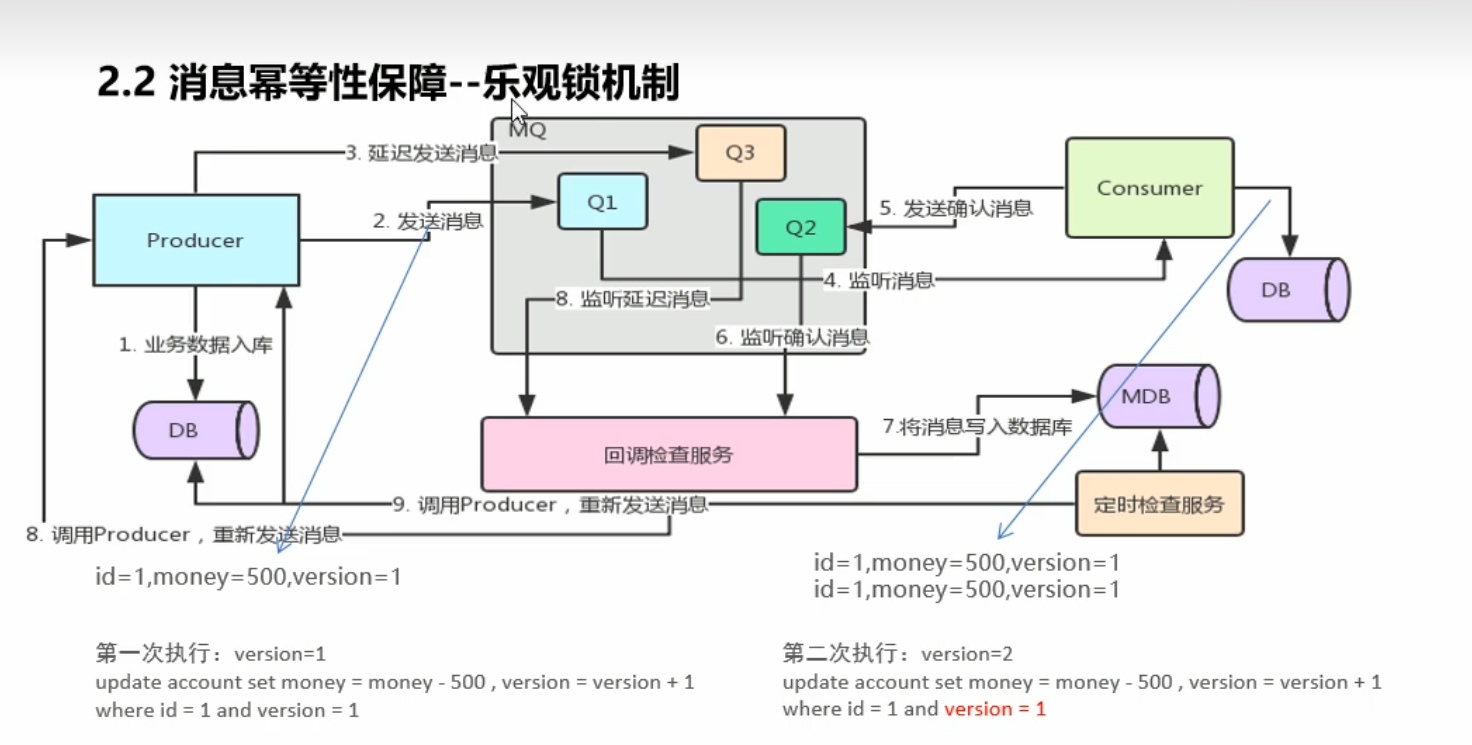 2.2 消息幂等性保障--乐观锁机制
MQ
3. 延迟发送消息
Q3
Consumer
Q1
5. 发送确认消息
2. 发送消息
Q2
Producer
4. 监听消息
DB
8. 监听延迟消息
6. 监听确认消息
1. 业务数据入库
MDB
7.将消息写入数据库
DB
回调检查服务
9. 调用Producer，重新发送消息
定时检查服务
8. 调用Producer，重新发送消息
id=1,money=500,version=1
id=1,money=500,version=1
id=1,money=500,version=1
第一次执行：version=1
update account set money = money - 500 , version = version + 1
where id = 1 and version = 1
第二次执行：version=2
update account set money = money - 500 , version = version + 1
where id = 1 and version = 1